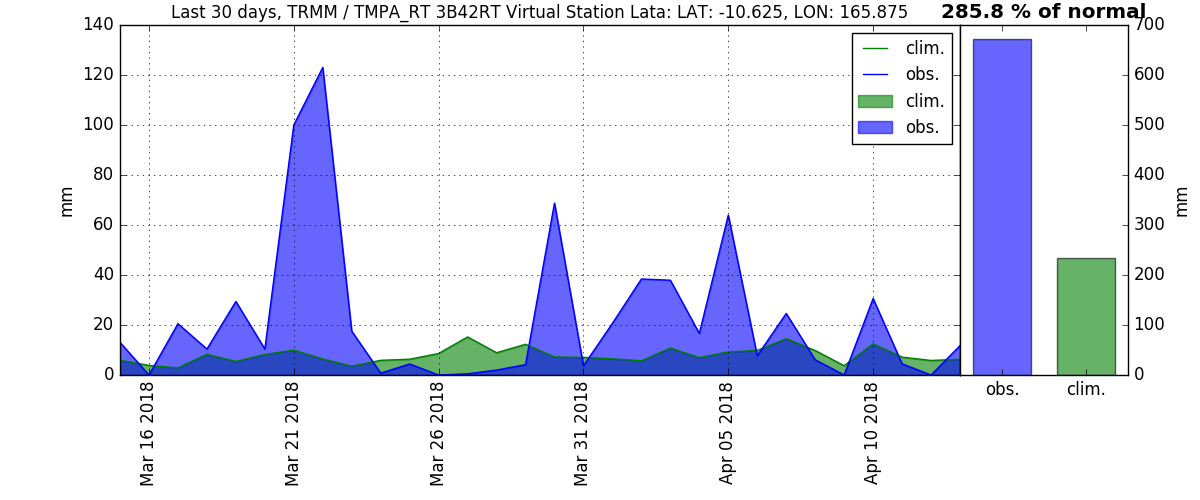 Last 30 days, TRMM / TMPA_RT 3B42RT Virtual Station Lata: LAT: -10.625, LON: 165.875
285.8 % of normal
140
120
100
80
60
40
20
0
mm
clim.
obs.
clim.
obs.
700
600
500
400
300
200
100
0
mm
obs.
clim.
Mar 16 2018
Mar 21 2018
Mar 26 2018
Mar 31 2018
Apr 05 2018
Apr 10 2018